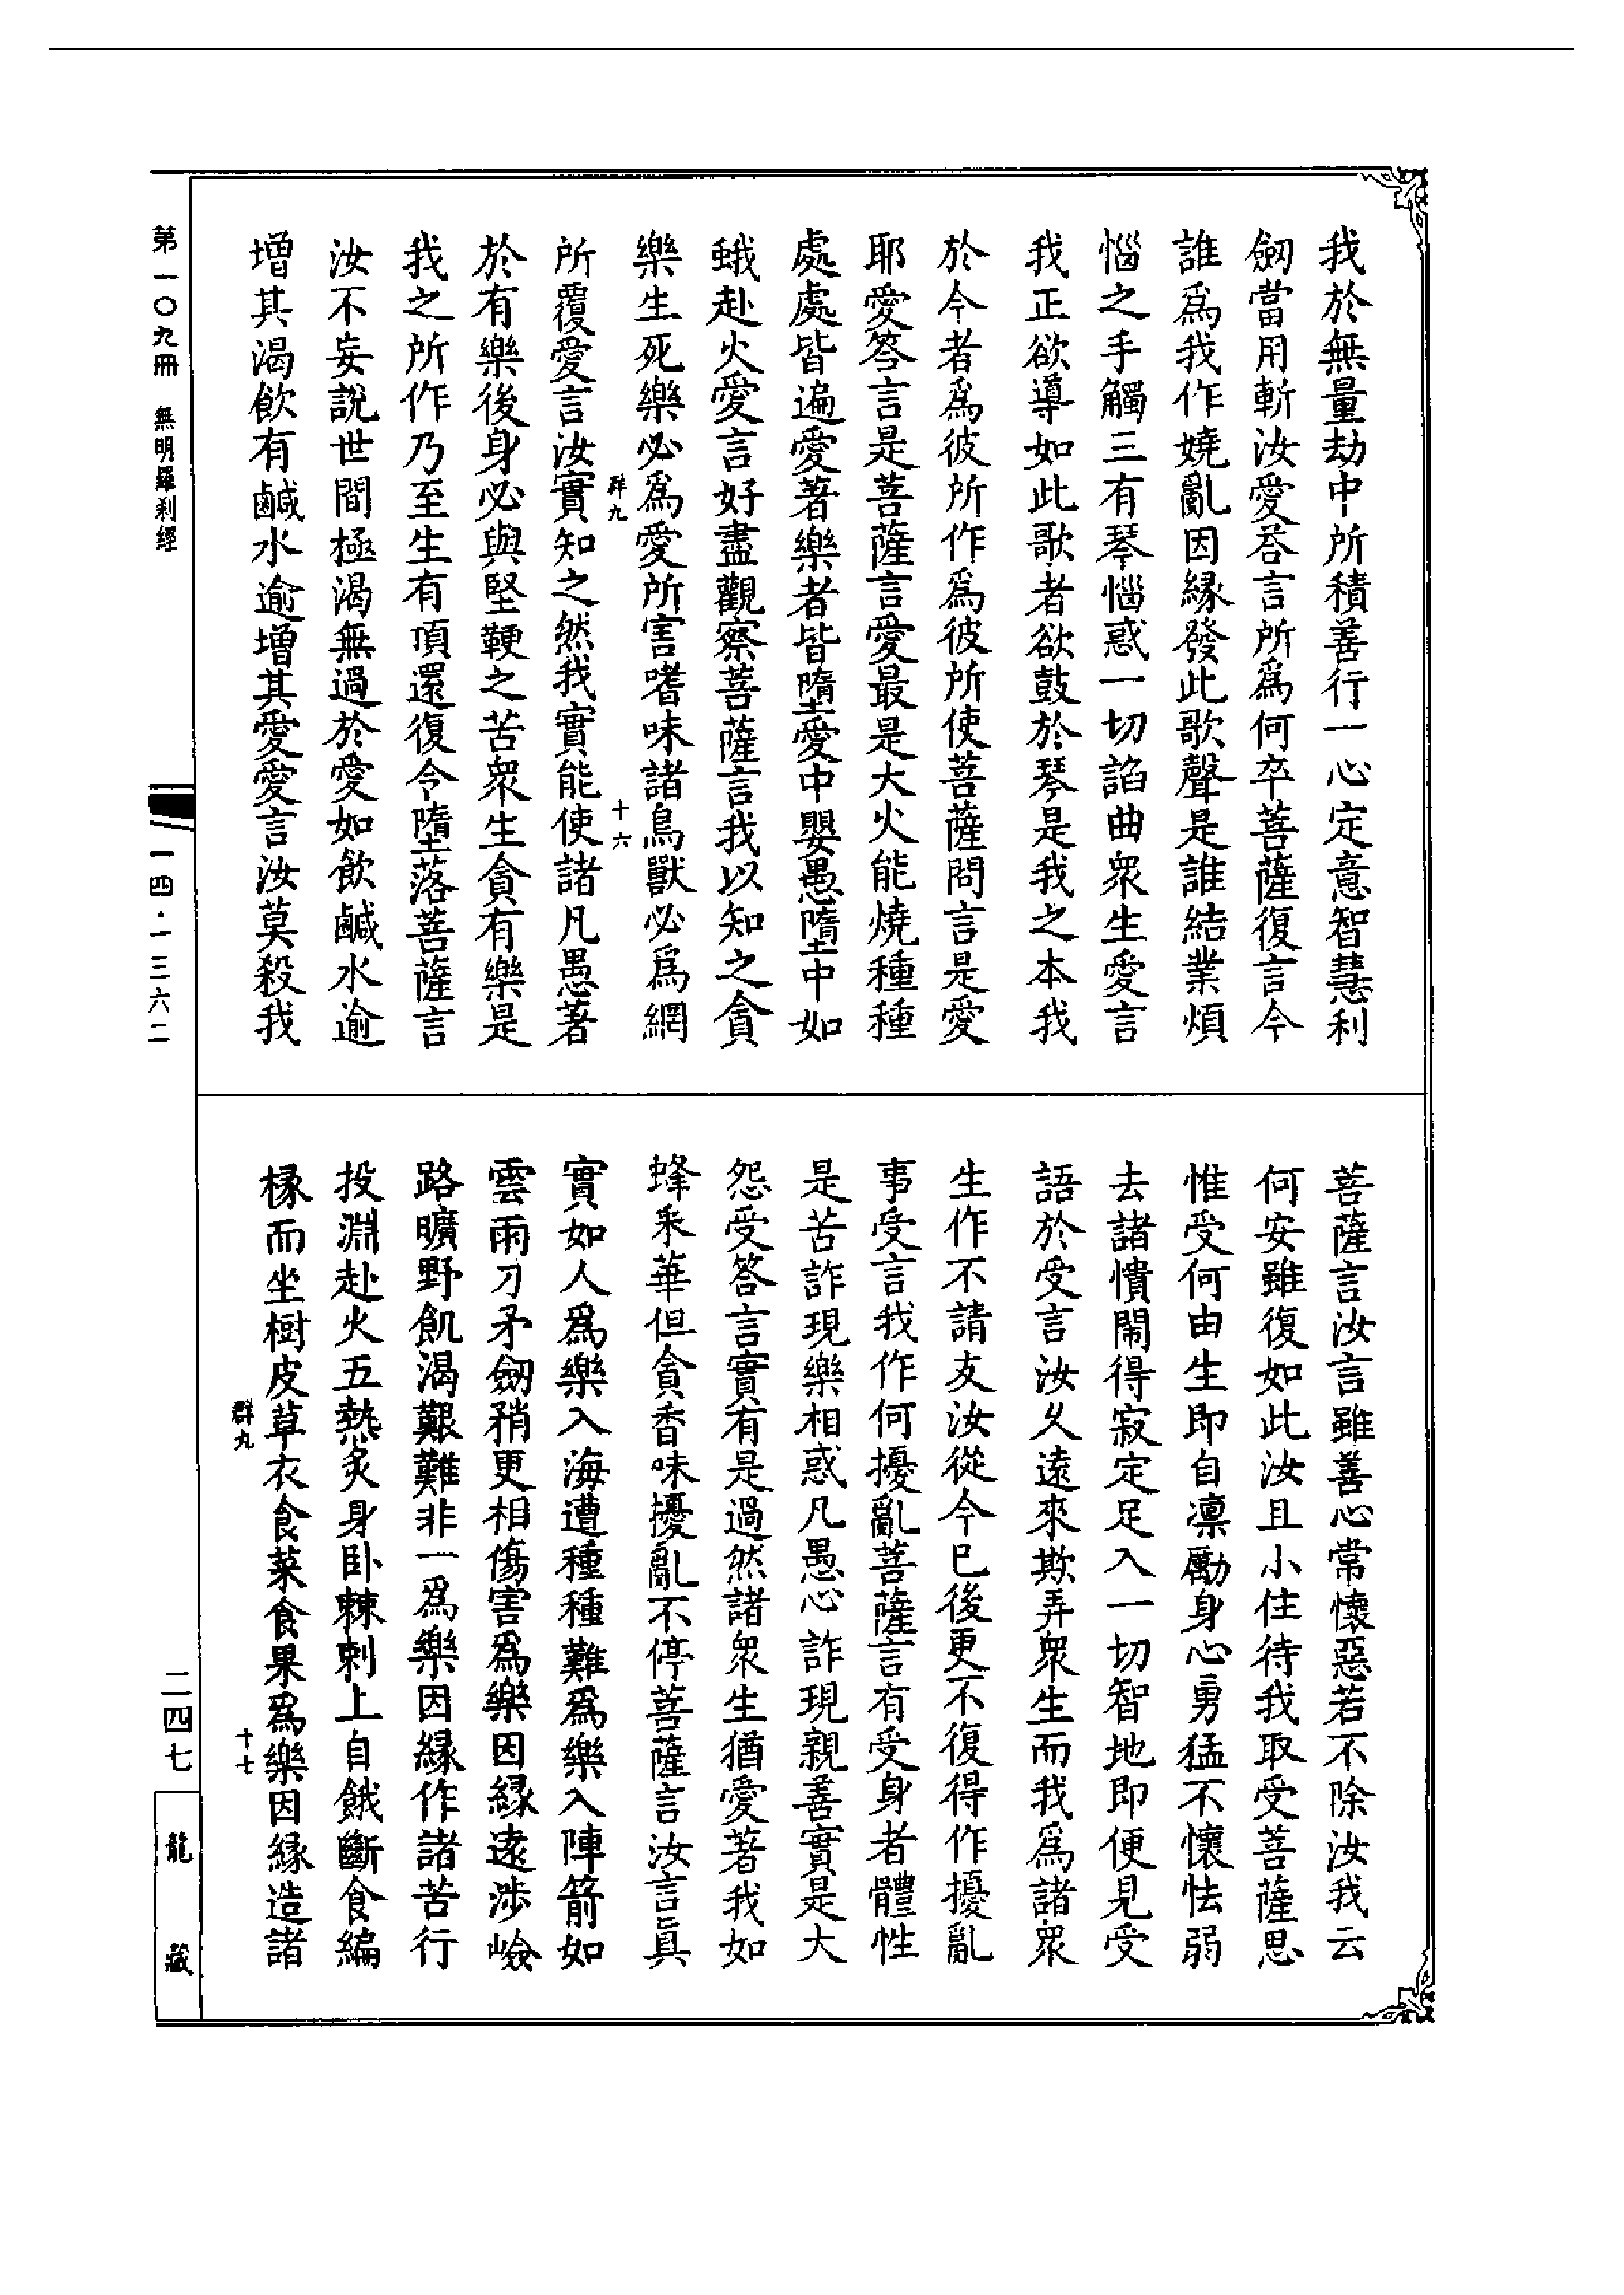 我於無量劫中所積善行一心定意智慧利
劒當用斬汝愛荅言所爲何卒菩薩復言今
誰爲我作嬈亂因緣發此歌聲是誰結業煩
惱之手觸三有琴惱惑一切諂曲衆生愛言
我正欲導如此歌者欲鼓於琴是我之本我
於今者爲彼所作爲彼所使菩薩問言是愛
耶愛答言是菩薩言愛最是大火能燒種種
處處皆遍愛著樂者皆墮愛中嬰愚墮中如
蛾赴火愛言好盡觀察菩薩言我以知之貪
樂生死樂必爲愛所害嗜味諸鳥獸必爲網
所覆愛言汝實知之然我實能使諸凡愚著
於有樂後身必與堅鞕之苦衆生貪有樂是
我之所作乃至生有頂還復令墮落菩薩言
汝不妄說世間極渴無過於愛如飲鹹水逾
增其渴飲有鹹水逾增其愛愛言汝莫殺我
群九
十六
菩薩言汝言雖善心常懷惡若不除汝我云
何安雖復如此汝且小住待我取受菩薩思
惟受何由生即自凛勵身心勇猛不懷怯弱
去諸憒閙得寂定足入一切智地即便見受
語於受言汝久遠來欺弄衆生而我爲諸衆
生作不請友汝從今巳後更不復得作擾亂
事受言我作何擾亂菩薩言有受身者體性
是苦詐現樂相惑凡愚心詐現親善實是大
怨受答言實有是過然諸衆生猶愛著我如
蜂釆華但貪香味擾亂不停菩薩言汝言眞
實如人爲樂入海遭種種難爲樂入陣箭如
雲雨刀矛劒矟更相傷害爲樂因緣遠涉嶮
路曠野飢渴艱難非一爲樂因緣作諸苦行
投淵赴火五熱炙身卧棘刺上自餓斷食編
椽而坐樹皮草衣食菜食果爲樂因緣造諸
群九
十七
第一〇九冊　無明羅刹經
一四·一三六二
二四七
龍藏